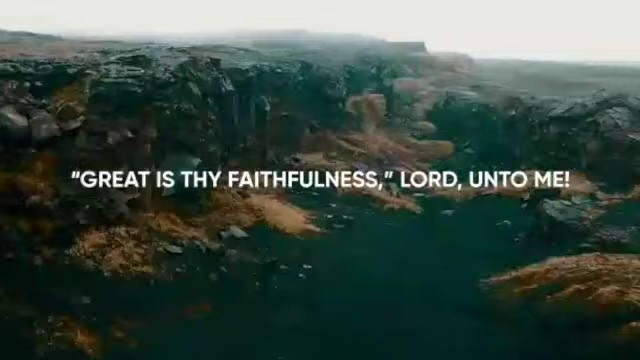 “GREAT IS THY FAITHFULNESS,” LORD, UNTO ME!